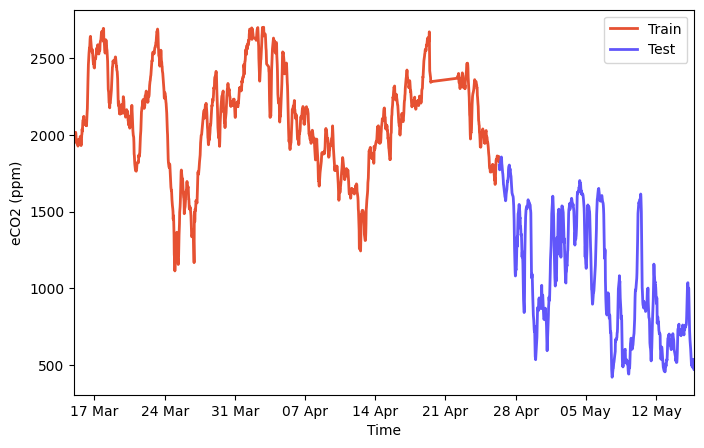 Train
Test
2500
2000
1500
1000
500
eCO2 (ppm)
17 Mar 24 Mar 31 Mar 07 Apr 14 Apr 21 Apr 28 Apr 05 May 12 May
Time